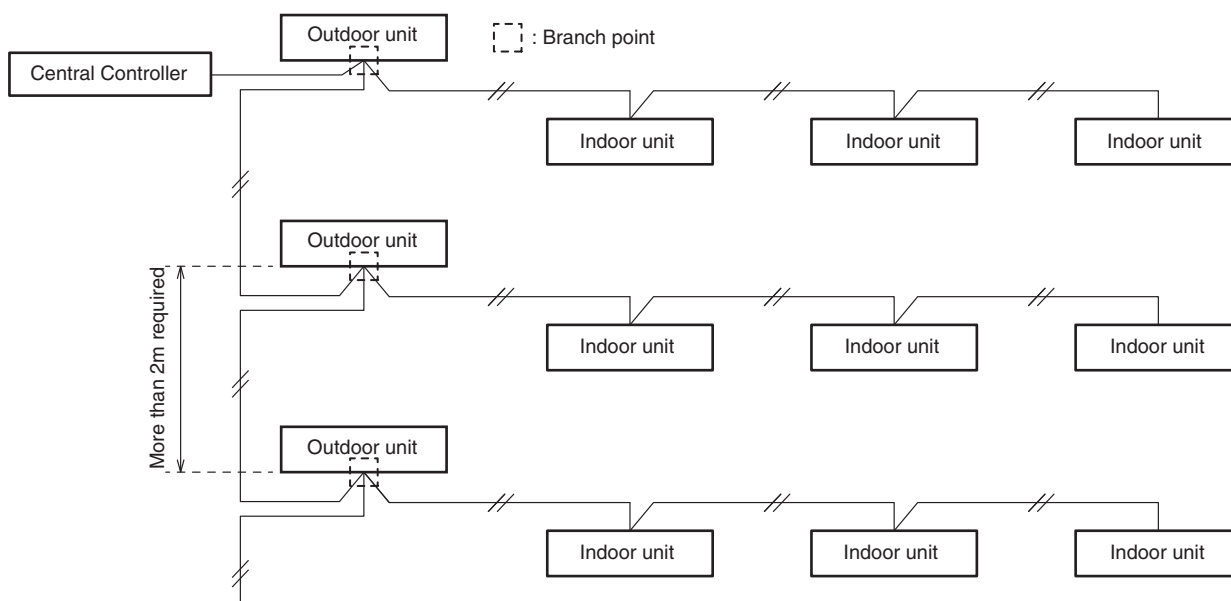 Outdoor unit
: Branch point
Central Controller
Indoor unit
Indoor unit
Indoor unit
Outdoor unit
More than 2m required
Indoor unit
Indoor unit
Indoor unit
Outdoor unit
Indoor unit
Indoor unit
Indoor unit